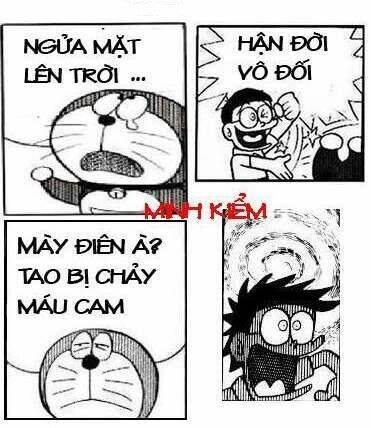 NGỬA MẶT
LÊN TRỜI ...
HẬN ĐỜI
VÔ ĐỐI
MINH KIỂM
MÀY ĐIÊN À?
TAO BỊ CHẢY
MÁU CAM